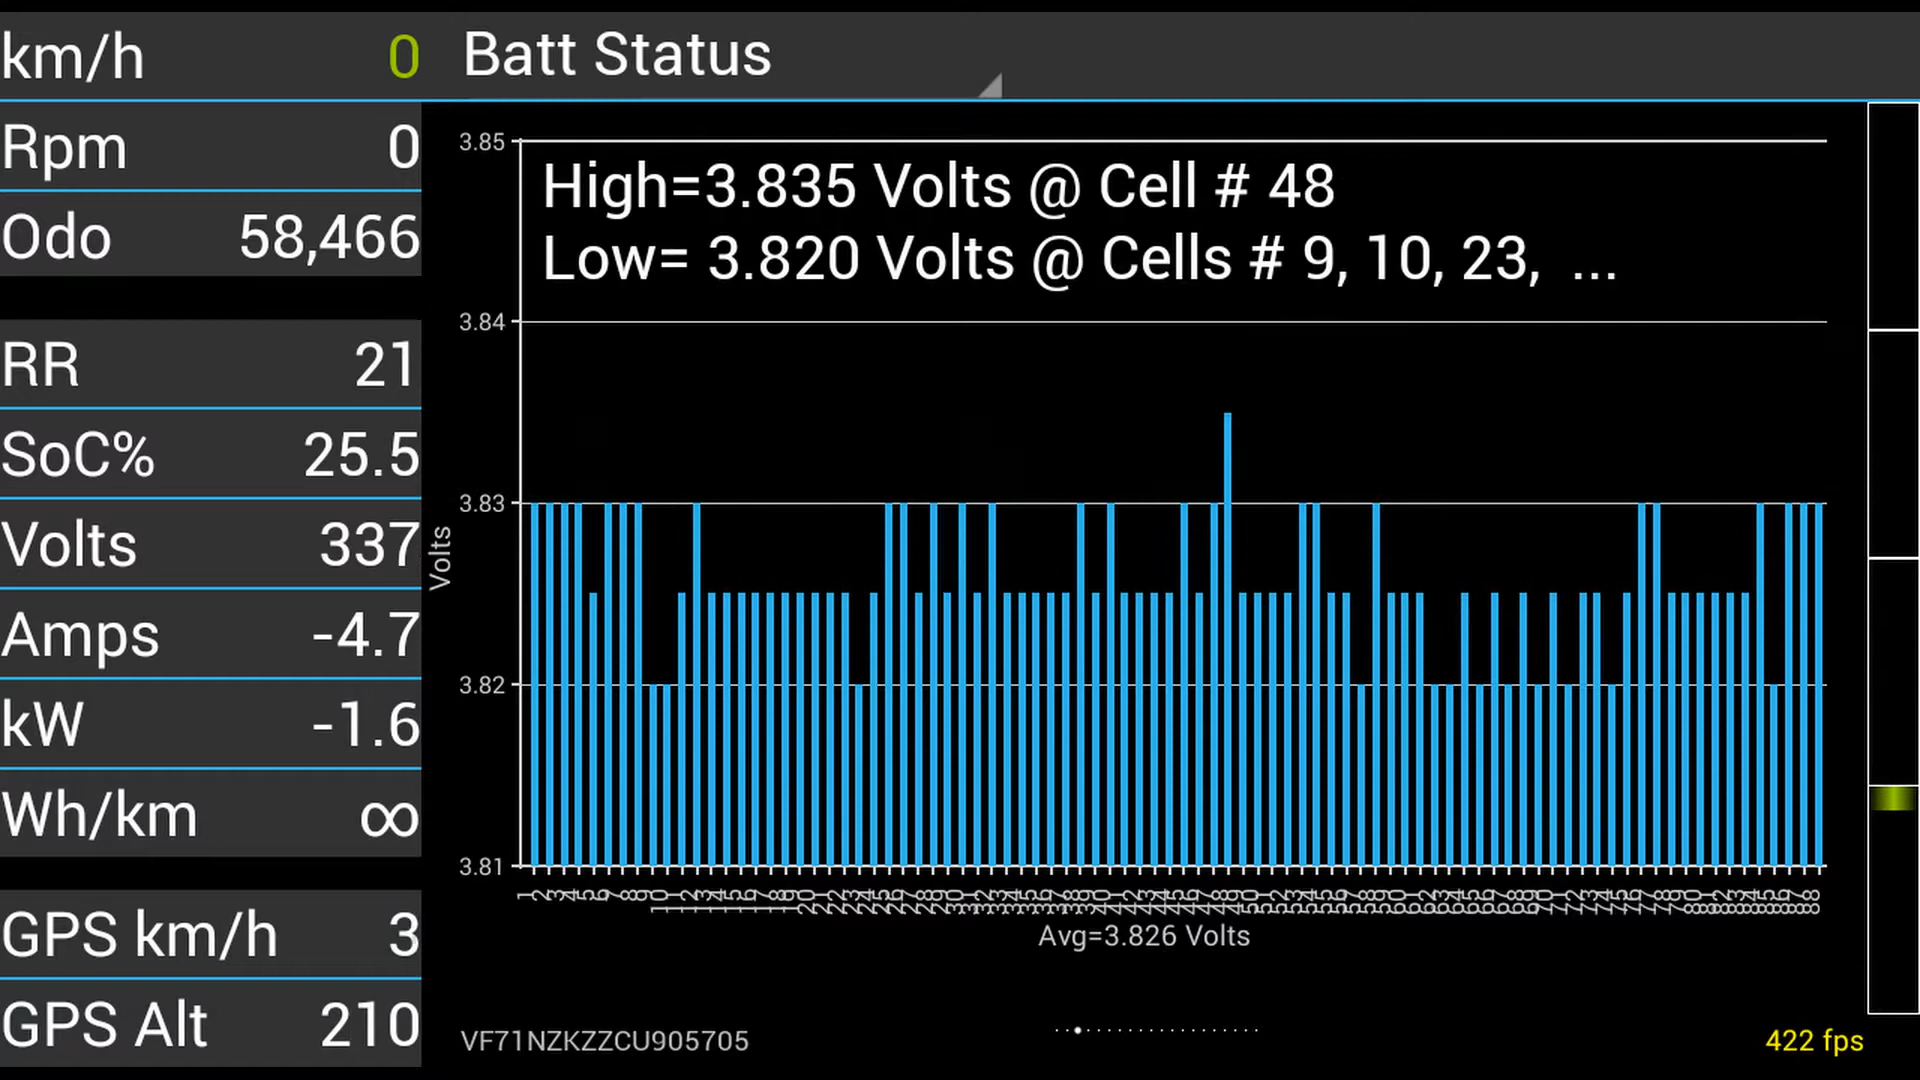 km/h 0
Batt Status
Rpm 0
Odo 58,466
RR 21
SoC% 25.5
Volts 337
Amps -4.7
kW -1.6
Wh/km ∞
GPS km/h 3
GPS Alt 210
3.85
High=3.835 Volts @ Cell # 48
Low= 3.820 Volts @ Cells # 9, 10, 23, ...
3.84
3.83
Volts
3.82
3.81
Avg=3.826 Volts
VF71NZKZZCU905705
422 fps